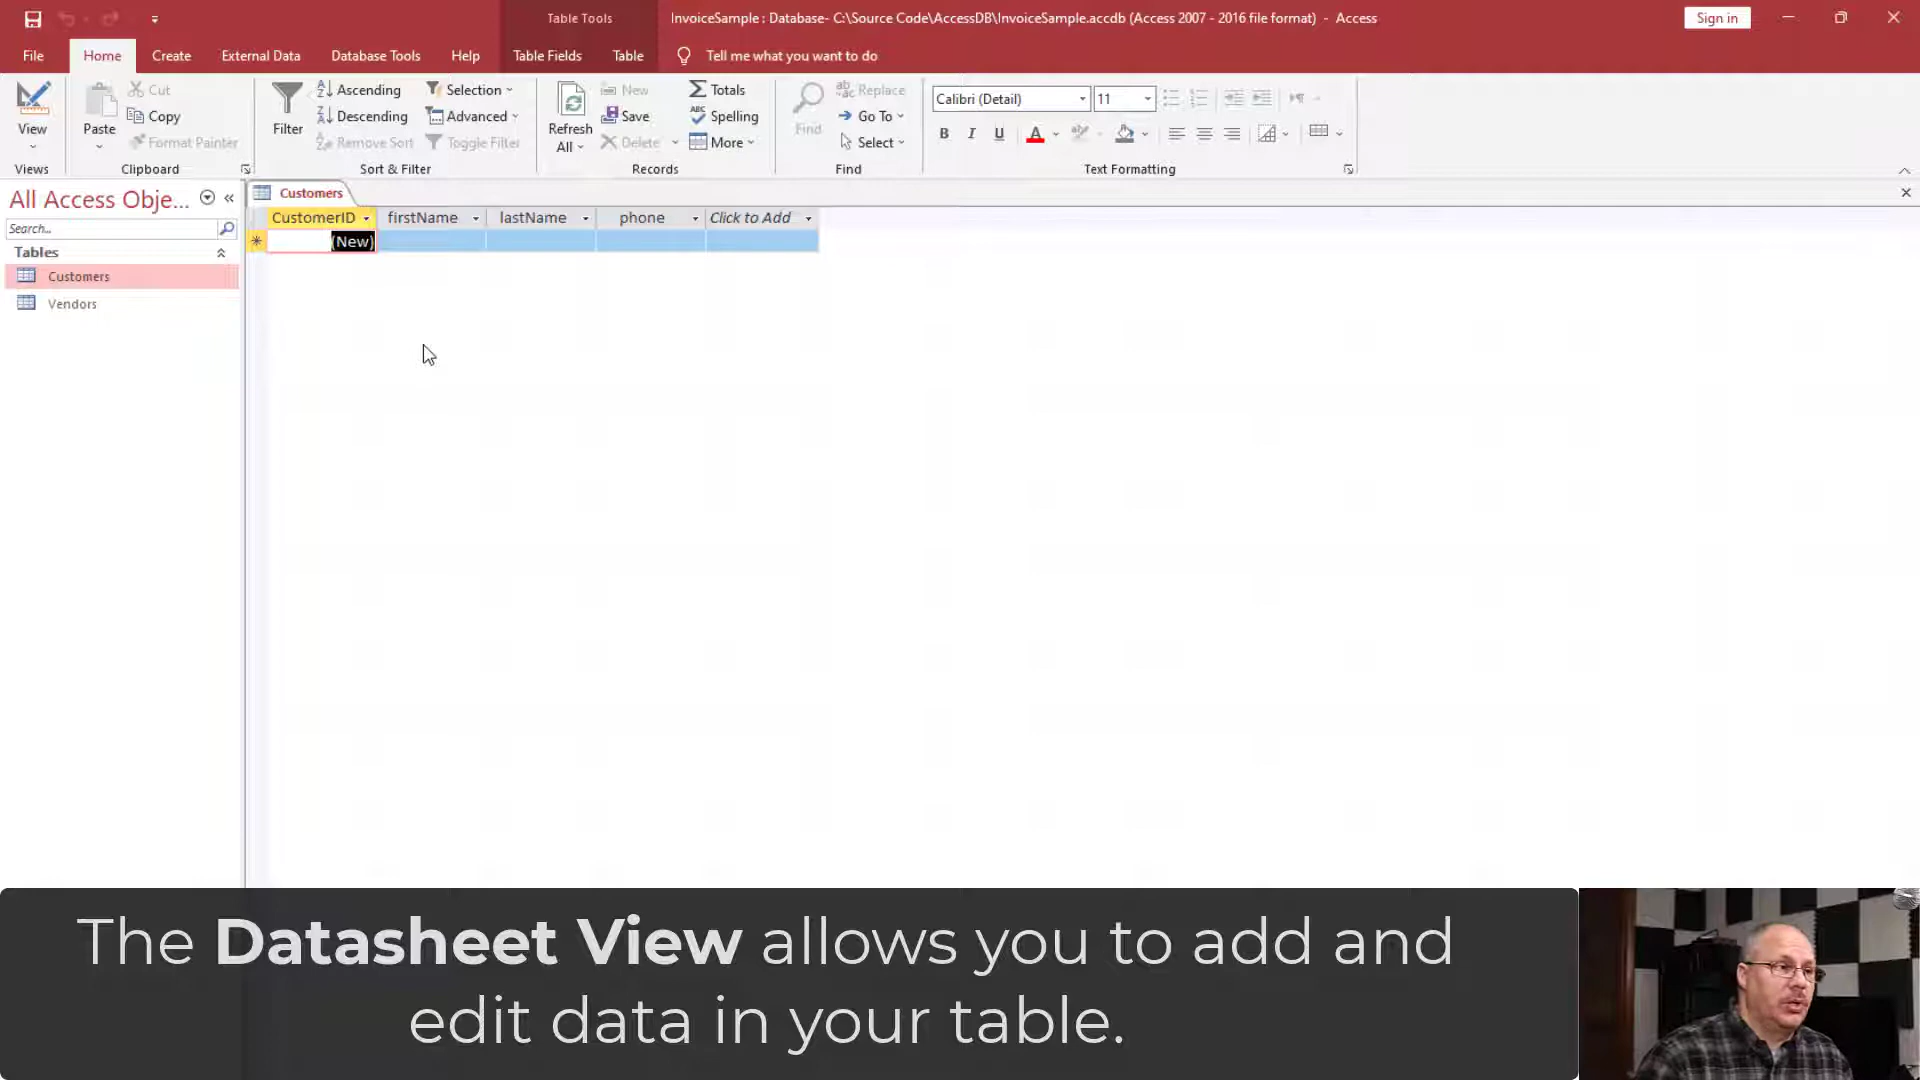 Table Tools
InvoiceSample : Database- C:\Source Code\AccessDB\InvoiceSample.accdb (Access 2007 - 2016 file format) - Access
Sign in
File
Home
Create
External Data
Database Tools
Help
Table Fields
Table
Tell me what you want to do
View
Views
Paste
Cut
Copy
Format Painter
Clipboard
Filter
Ascending
Descending
Remove Sort
Selection
Advanced
Toggle Filter
Sort & Filter
Refresh
All
New
Save
Delete
Totals
Spelling
More
Records
Find
Replace
Go To
Select
Find
Calibri (Detail)
11
B I U A
Text Formatting
All Access Obje...
Search...
Tables
Customers
Vendors
Customers
CustomerID firstName lastName phone Click to Add
(New)
The Datasheet View allows you to add and
edit data in your table.